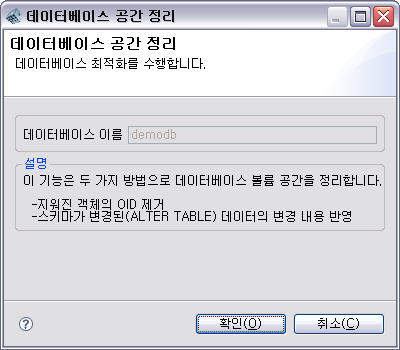 데이터베이스 공간 정리
데이터베이스 공간 정리
데이터베이스 최적화를 수행합니다.
데이터베이스 이름 demodb
설명
이 기능은 두 가지 방법으로 데이터베이스 볼륨 공간을 정리합니다.
-지워진 객체의 OID 제거
-스키마가 변경된(ALTER TABLE) 데이터의 변경 내용 반영
? 확인(O) 취소(C)